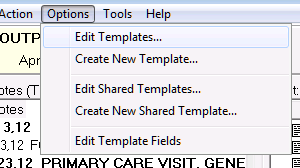 Action Options Tools Help
OUTP
Edit Templates...
Apr
Create New Template...
otes (T
Edit Shared Templates...
otes
Create New Shared Template...
3,12
3,12 F
Edit Template Fields
23,12 PRIMARY CARE VISIT, GENE